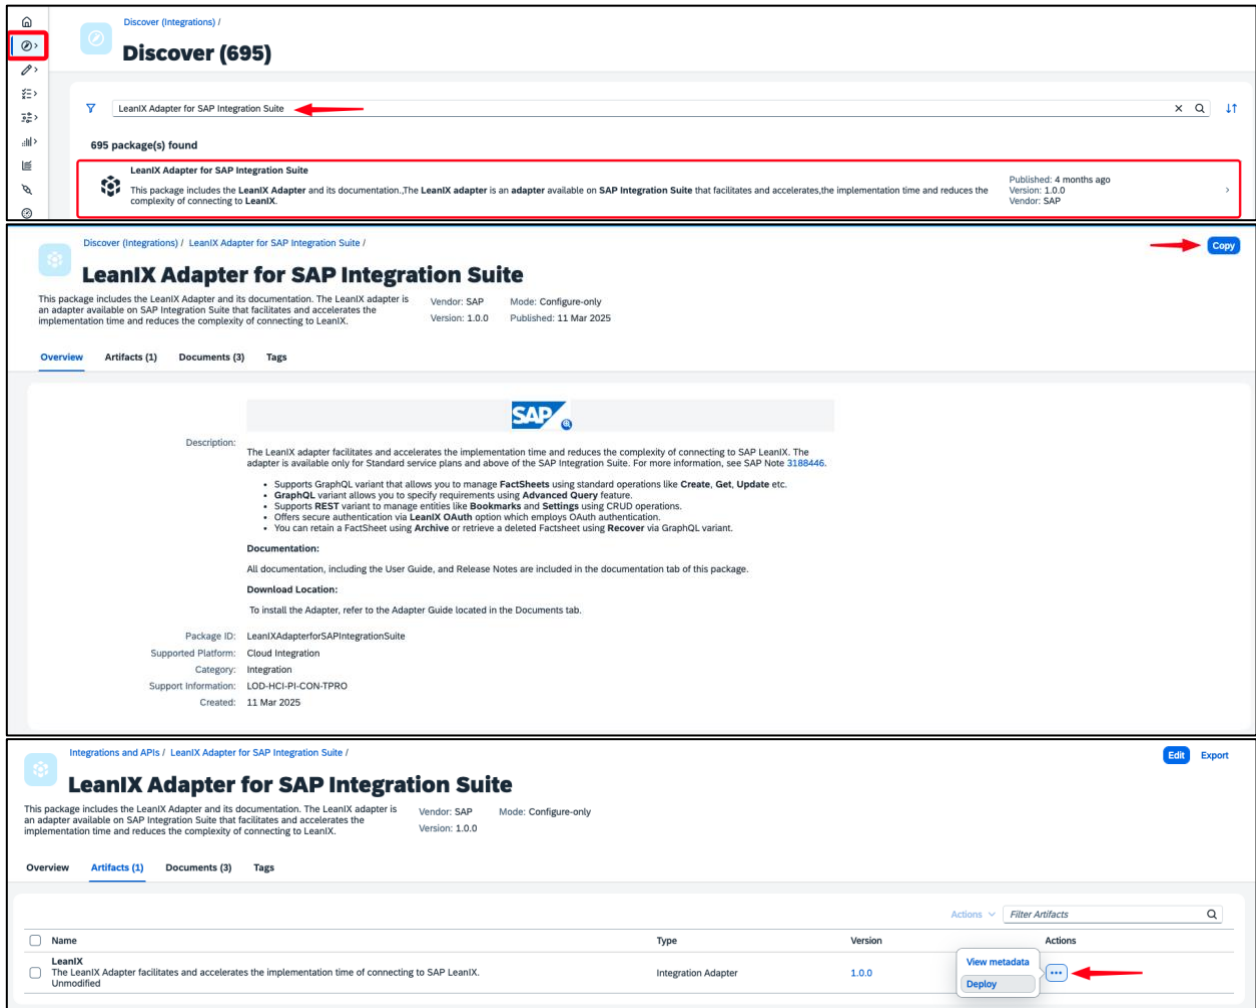 Discover (Integrations) /
Discover (695)
LeanIX Adapter for SAP Integration Suite
695 package(s) found
LeanIX Adapter for SAP Integration Suite
This package includes the LeanIX Adapter and its documentation.,The LeanIX adapter is an adapter available on SAP Integration Suite that facilitates and accelerates,the implementation time and reduces the
complexity of connecting to LeanIX.
Published: 4 months ago
Version: 1.0.0
Vendor: SAP
Discover (Integrations) / LeanIX Adapter for SAP Integration Suite /
Copy
LeanIX Adapter for SAP Integration Suite
This package includes the LeanIX Adapter and its documentation. The LeanIX adapter is
an adapter available on SAP Integration Suite that facilitates and accelerates the
implementation time and reduces the complexity of connecting to LeanIX.
Vendor: SAP Mode: Configure-only
Version: 1.0.0 Published: 11 Mar 2025
Overview Artifacts (1) Documents (3) Tags
SAP
Description:
The LeanIX adapter facilitates and accelerates the implementation time and reduces the complexity of connecting to SAP LeanIX. The
adapter is available only for Standard service plans and above of the SAP Integration Suite. For more information, see SAP Note 3188446.
• Supports GraphQL variant that allows you to manage FactSheets using standard operations like Create, Get, Update etc.
• GraphQL variant allows you to specify requirements using Advanced Query feature.
• Supports REST variant to manage entities like Bookmarks and Settings using CRUD operations.
• Offers secure authentication via LeanIX OAuth option which employs OAuth authentication.
• You can retain a FactSheet using Archive or retrieve a deleted Factsheet using Recover via GraphQL variant.
Documentation:
All documentation, including the User Guide, and Release Notes are included in the documentation tab of this package.
Download Location:
To install the Adapter, refer to the Adapter Guide located in the Documents tab.
Package ID: LeanIXAdapterforSAPIntegrationSuite
Supported Platform: Cloud Integration
Category: Integration
Support Information: LOD-HCI-PI-CON-TPRO
Created: 11 Mar 2025
Integrations and APIs / LeanIX Adapter for SAP Integration Suite /
Edit Export
LeanIX Adapter for SAP Integration Suite
This package includes the LeanIX Adapter and its documentation. The LeanIX adapter is
an adapter available on SAP Integration Suite that facilitates and accelerates the
implementation time and reduces the complexity of connecting to LeanIX.
Vendor: SAP Mode: Configure-only
Version: 1.0.0
Overview Artifacts (1) Documents (3) Tags
Actions Filter Artifacts
Name Type Version Actions
LeanIX
The LeanIX Adapter facilitates and accelerates the implementation time of connecting to SAP LeanIX.
Unmodified
Integration Adapter
1.0.0
View metadata
Deploy